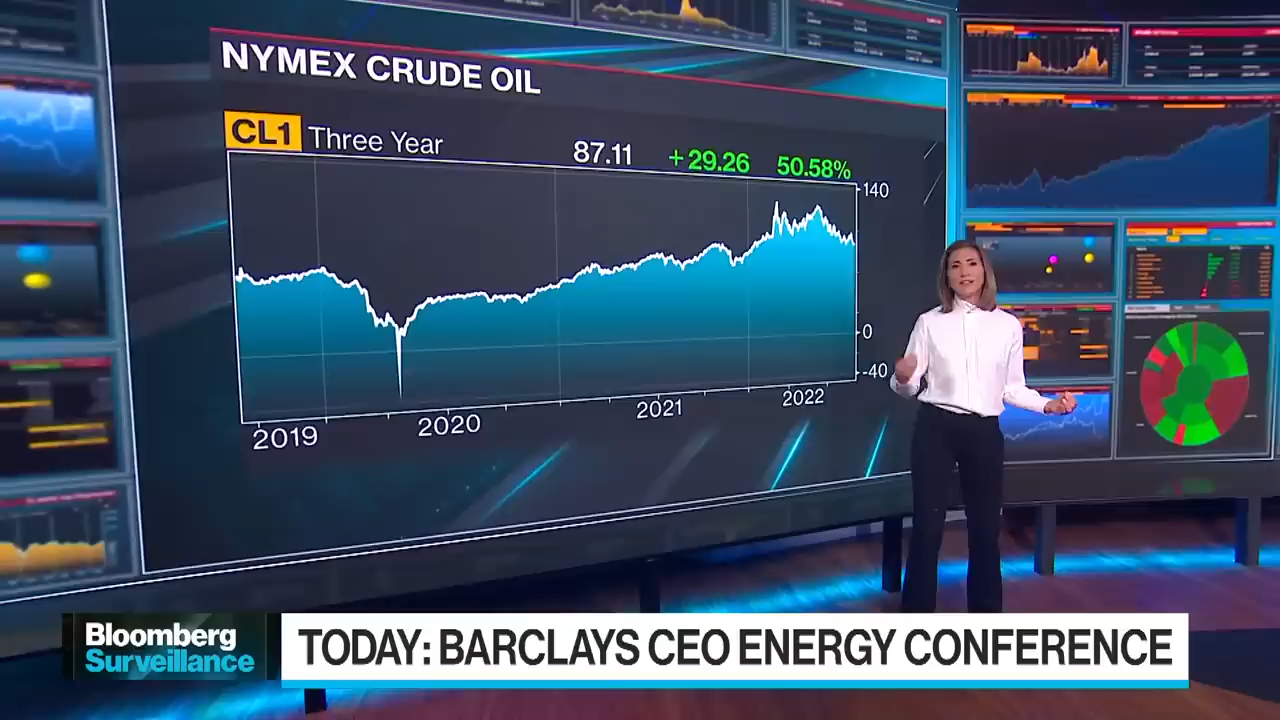 NYMEX CRUDE OIL
CL1 Three Year 87.11 +29.26 50.58%
140
0
-40
2019 2020 2021 2022
Bloomberg
Surveillance
TODAY: BARCLAYS CEO ENERGY CONFERENCE